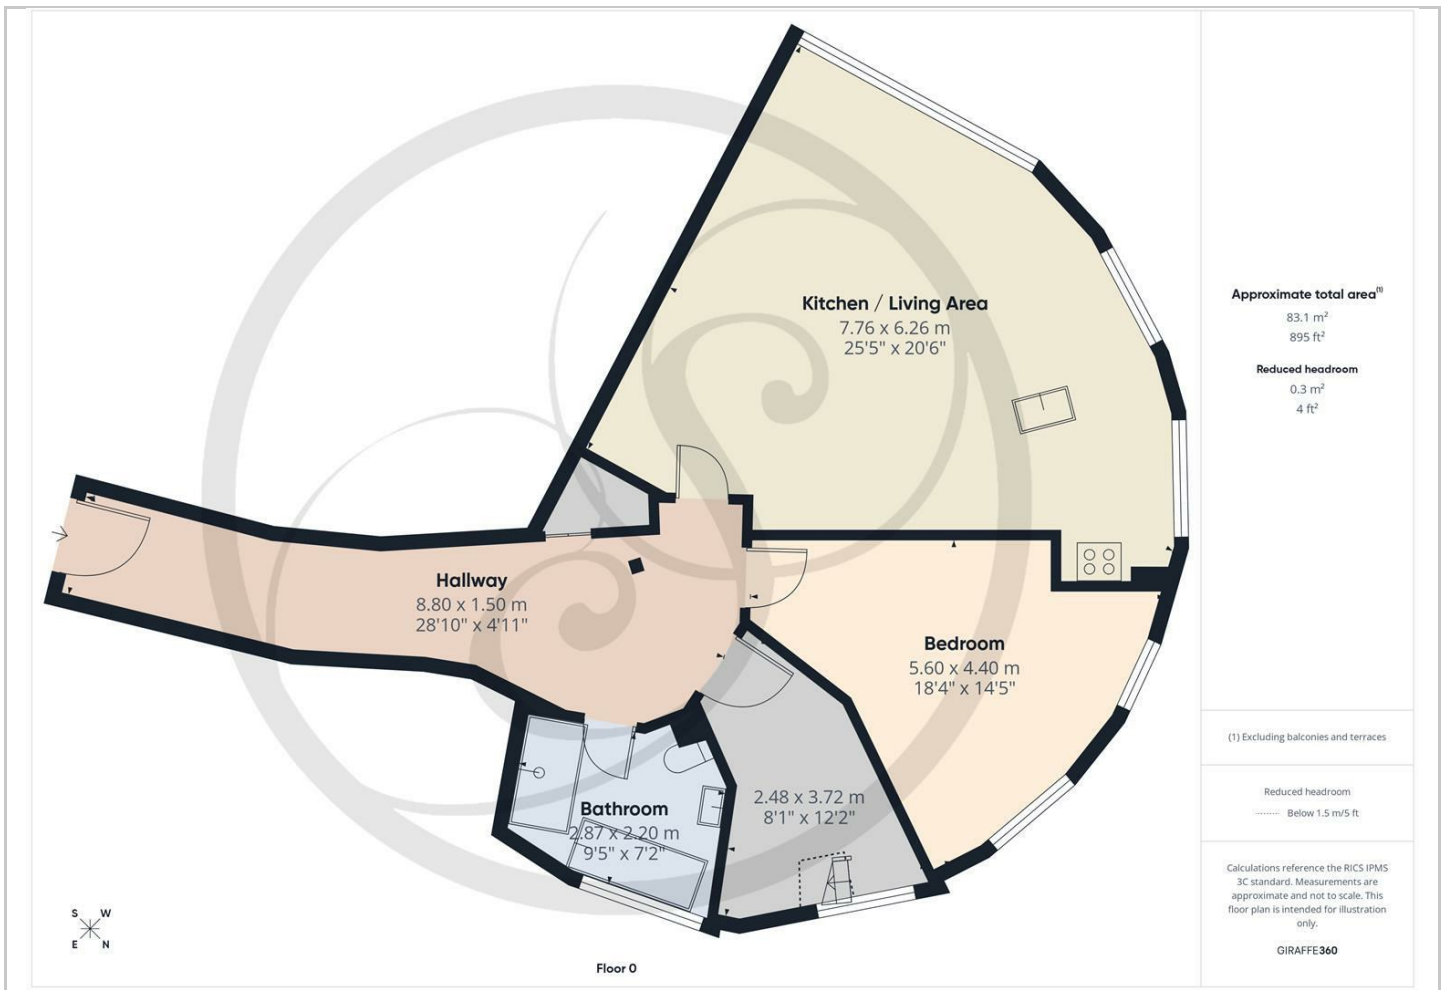 Kitchen / Living Area
7.76 x 6.26 m
25'5" x 20'6"
Hallway
8.80 x 1.50 m
28'10" x 4'11"
Bedroom
5.60 x 4.40 m
18'4" x 14'5"
2.48 x 3.72 m
8'1" x 12'2"
Bathroom
2.87 x 2.20 m
9'5" x 7'2"
S W
E N
Floor 0
Approximate total area(1)
83.1 m²
895 ft²
Reduced headroom
0.3 m²
4 ft²
(1) Excluding balconies and terraces
Reduced headroom
Below 1.5 m/5 ft
Calculations reference the RICS IPMS
3C standard. Measurements are
approximate and not to scale. This
floor plan is intended for illustration
only.
GIRAFFE360